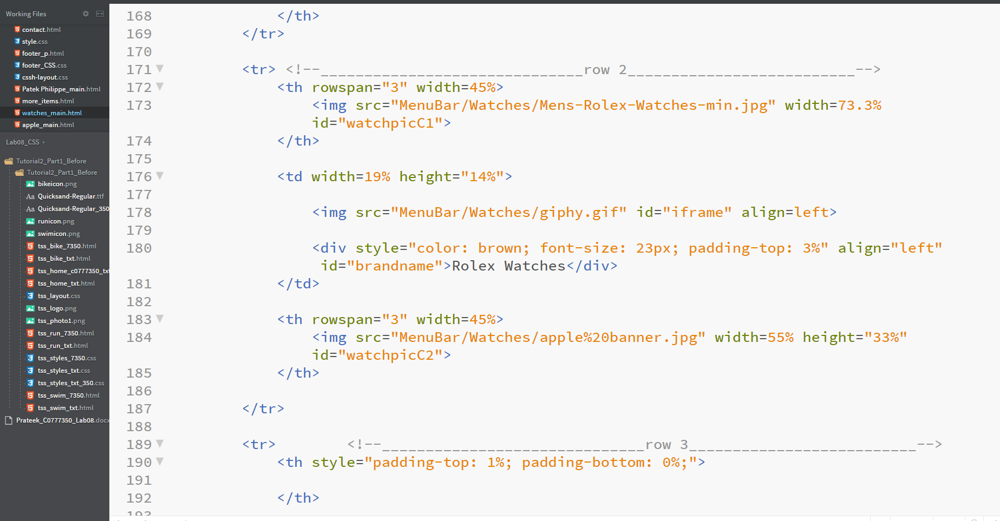 Working Files
contact.html
style.css
footer_p.html
footer_CSS.css
cssh-layout.css
Patek Philippe_main.html
more_items.html
watches_main.html
apple_main.html
Lab08_CSS
Tutorial2_Part1_Before
Tutorial2_Part1_Before
bikeicon.png
Quicksand-Regular.ttf
Quicksand-Regular_350
runicon.png
swimicon.png
tss_bike_7350.html
tss_bike_txt.html
tss_home_c0777350_txt
tss_home_txt.html
tss_layout.css
tss_logo.png
tss_photo1.png
tss_run_7350.html
tss_run_txt.html
tss_styles_7350.css
tss_styles_txt.css
tss_styles_txt_350.css
tss_swim_7350.html
tss_swim_txt.html
Prateek_C0777350_Lab08.docx
168 </th>
169 </tr>
170
171 <tr> <!--______________________________row 2__________________________-->
172 <th rowspan="3" width=45%>
173 <img src="MenuBar/Watches/Mens-Rolex-Watches-min.jpg" width=73.3%
id="watchpicC1">
174 </th>
175
176 <td width=19% height="14%">
177
178 <img src="MenuBar/Watches/giphy.gif" id="iframe" align=left>
179
180 <div style="color: brown; font-size: 23px; padding-top: 3%" align="left"
id="brandname">Rolex Watches</div>
181 </td>
182
183 <th rowspan="3" width=45%>
184 <img src="MenuBar/Watches/apple%20banner.jpg" width=55% height="33%"
id="watchpicC2">
185 </th>
186
187 </tr>
188
189 <tr> <!--______________________________row 3__________________________-->
190 <th style="padding-top: 1%; padding-bottom: 0%;">
191
192 </th>
193